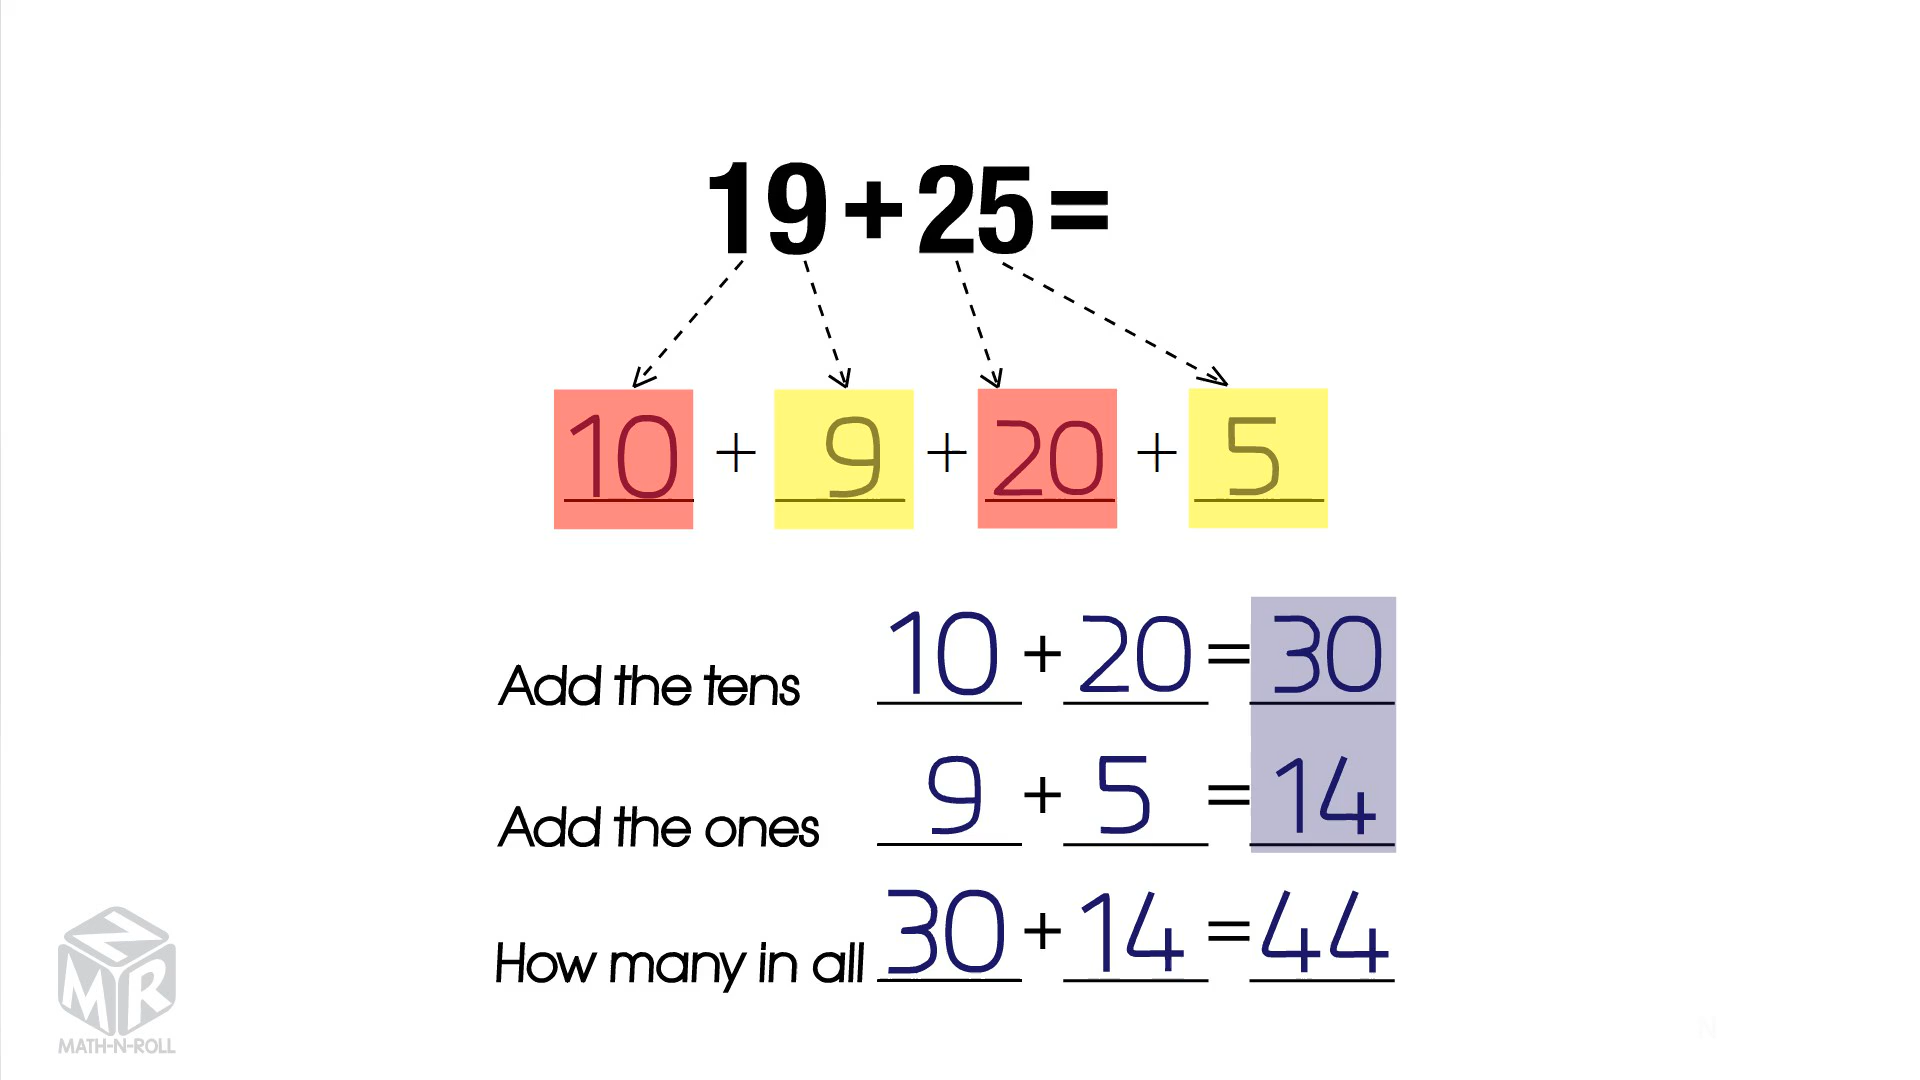 19+25=
10 + 9 + 20 + 5
Add the tens 10 + 20 = 30
Add the ones 9 + 5 = 14
How many in all 30 + 14 = 44
NMR
MATH-N-ROLL
N